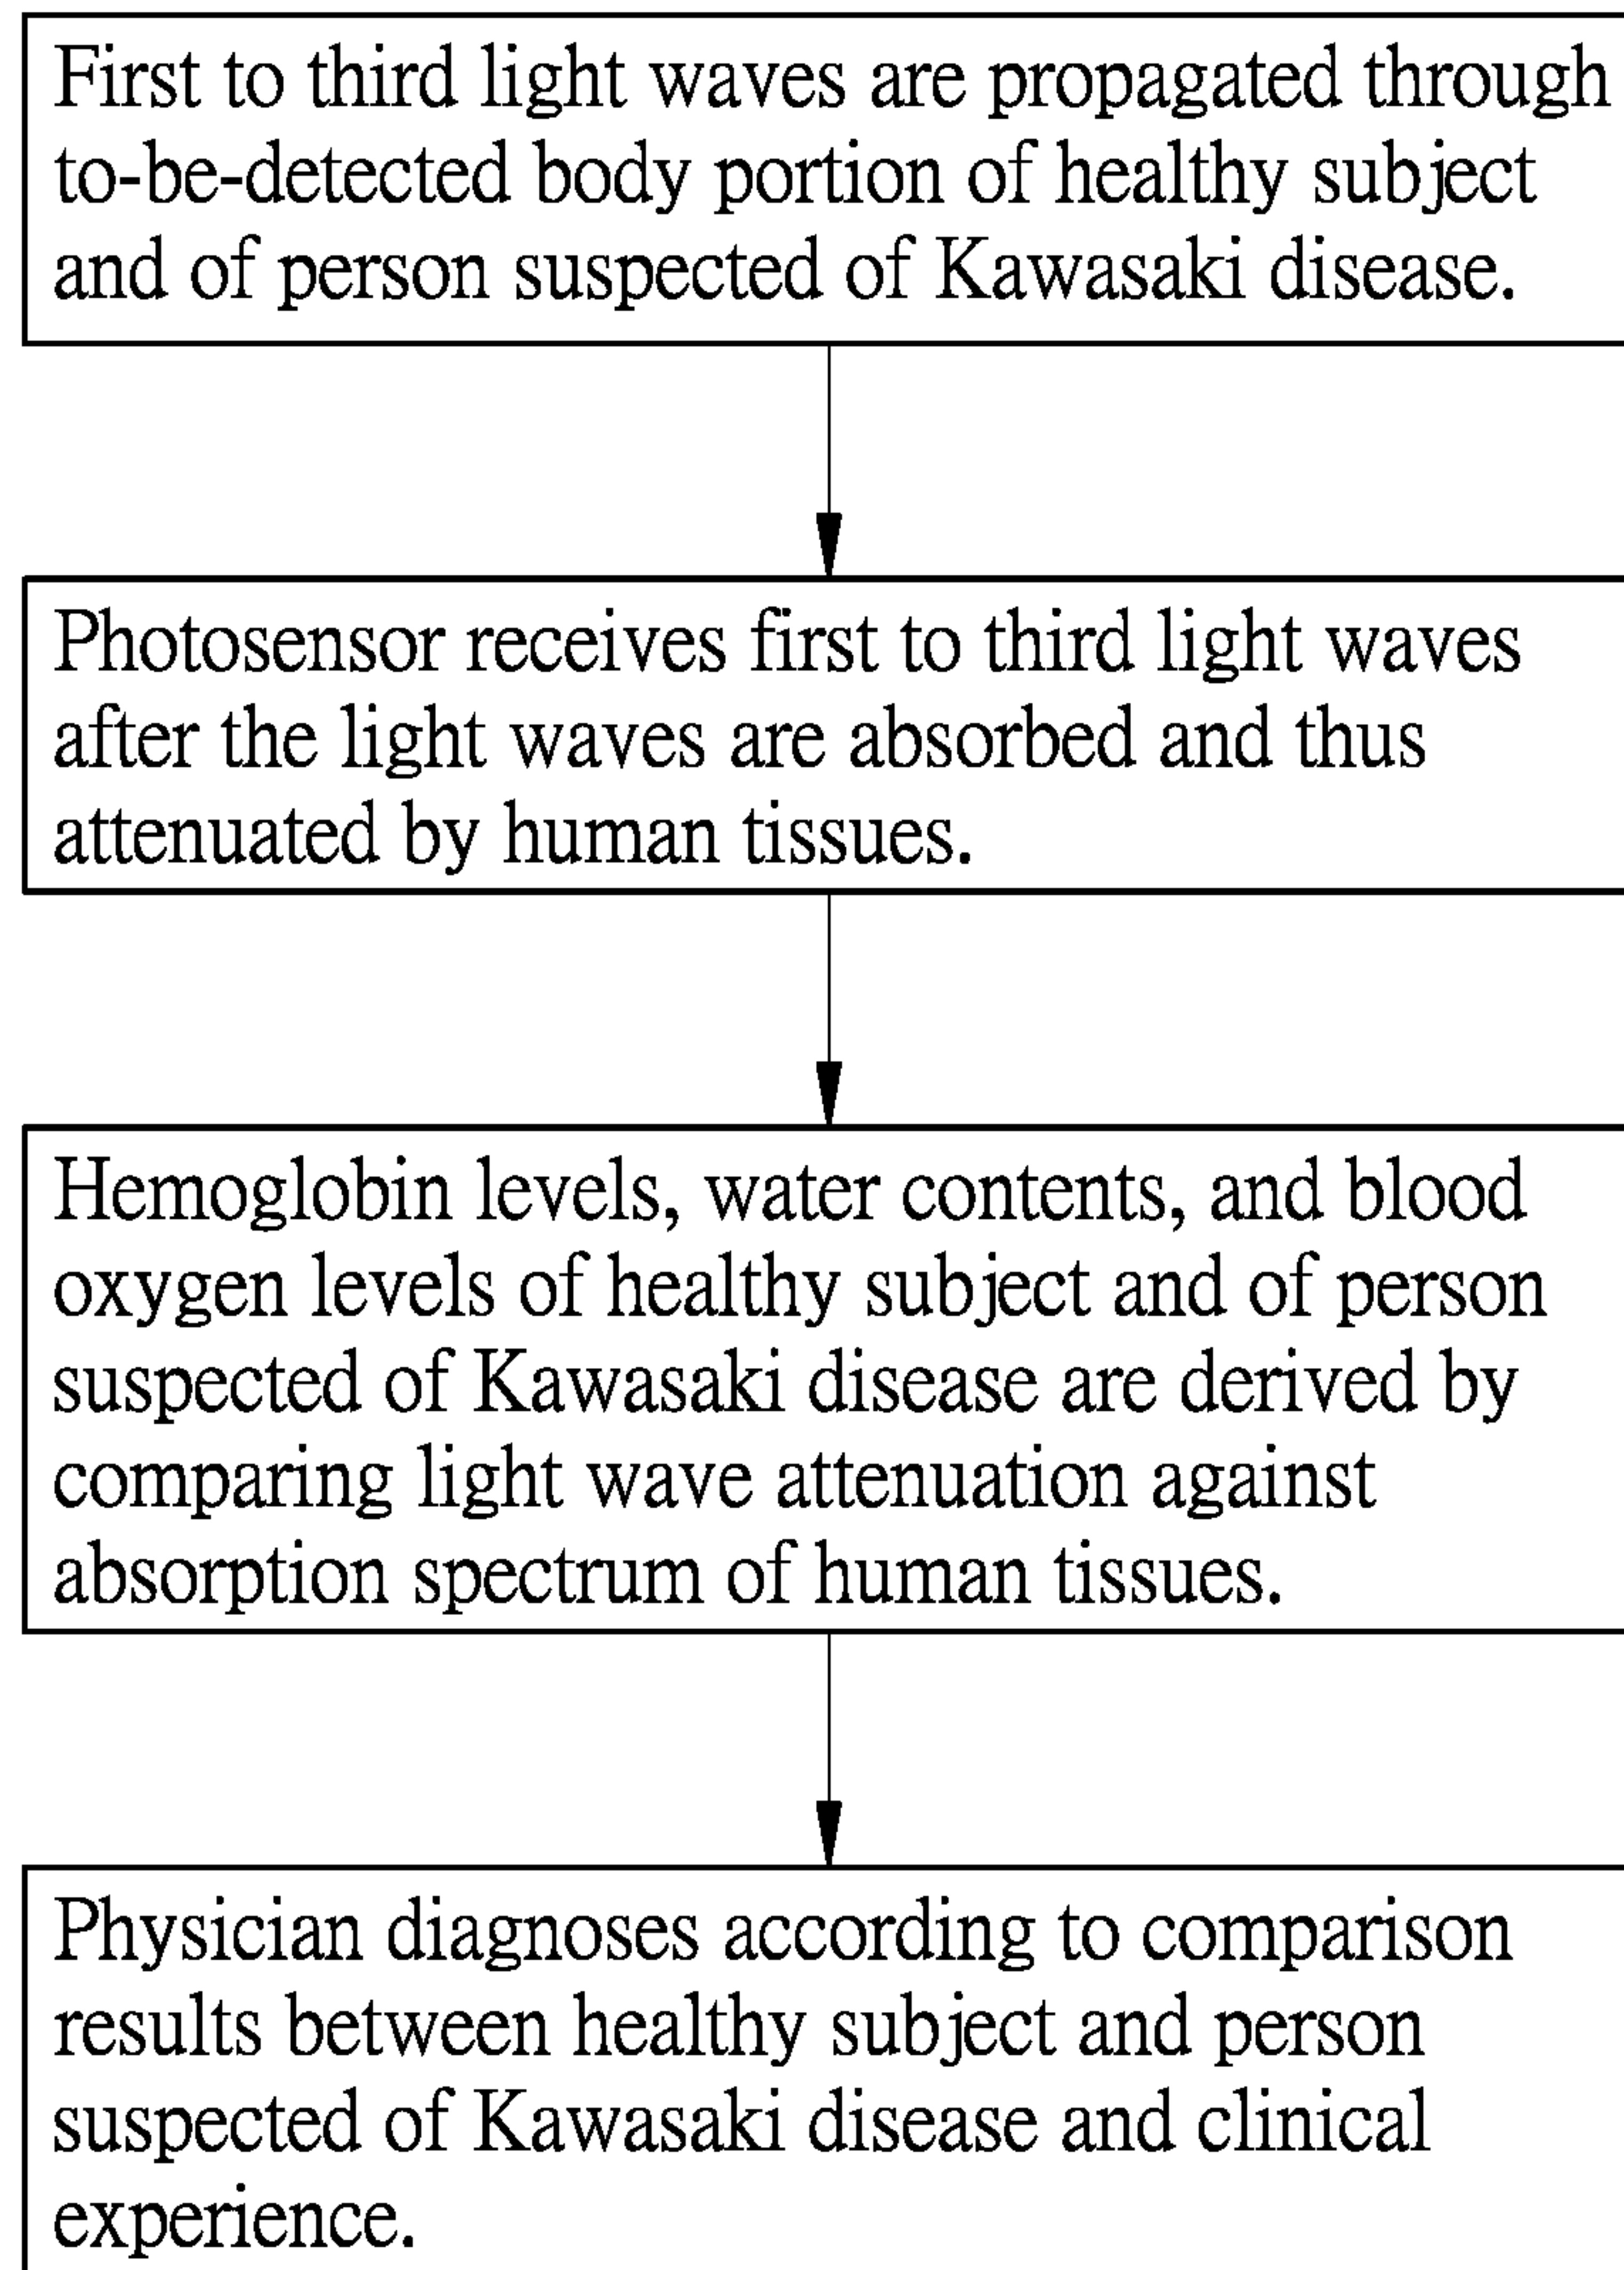 First to third light waves are propagated through
to-be-detected body portion of healthy subject
and of person suspected of Kawasaki disease.
Photosensor receives first to third light waves
after the light waves are absorbed and thus
attenuated by human tissues.
Hemoglobin levels, water contents, and blood
oxygen levels of healthy subject and of person
suspected of Kawasaki disease are derived by
comparing light wave attenuation against
absorption spectrum of human tissues.
Physician diagnoses according to comparison
results between healthy subject and person
suspected of Kawasaki disease and clinical
experience.